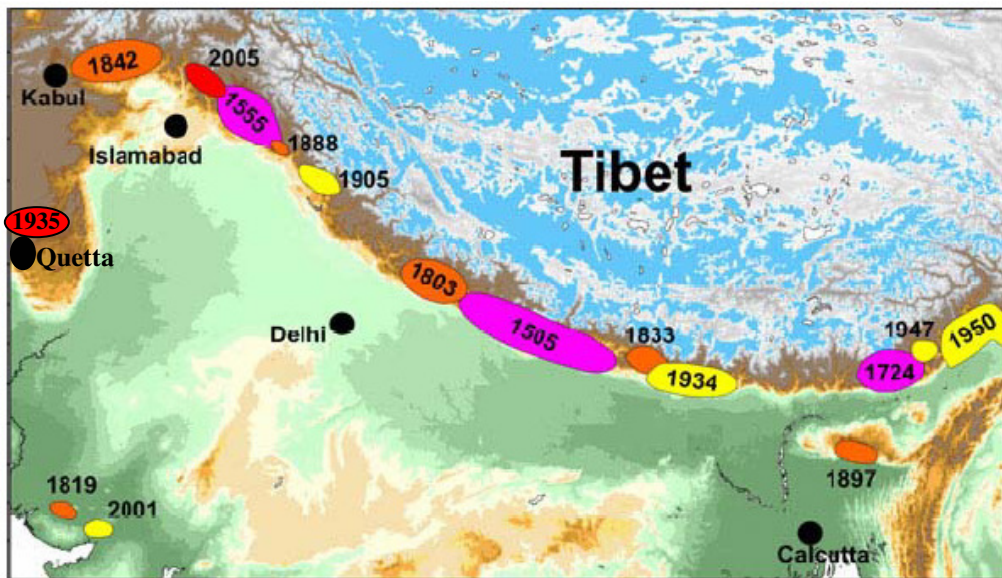 1842
2005
Kabul
1555
Islamabad
1888
1905
Tibet
1935
Quetta
1803
Delhi
1505
1833
1934
1947
1950
1724
1897
1819
2001
Calcutta